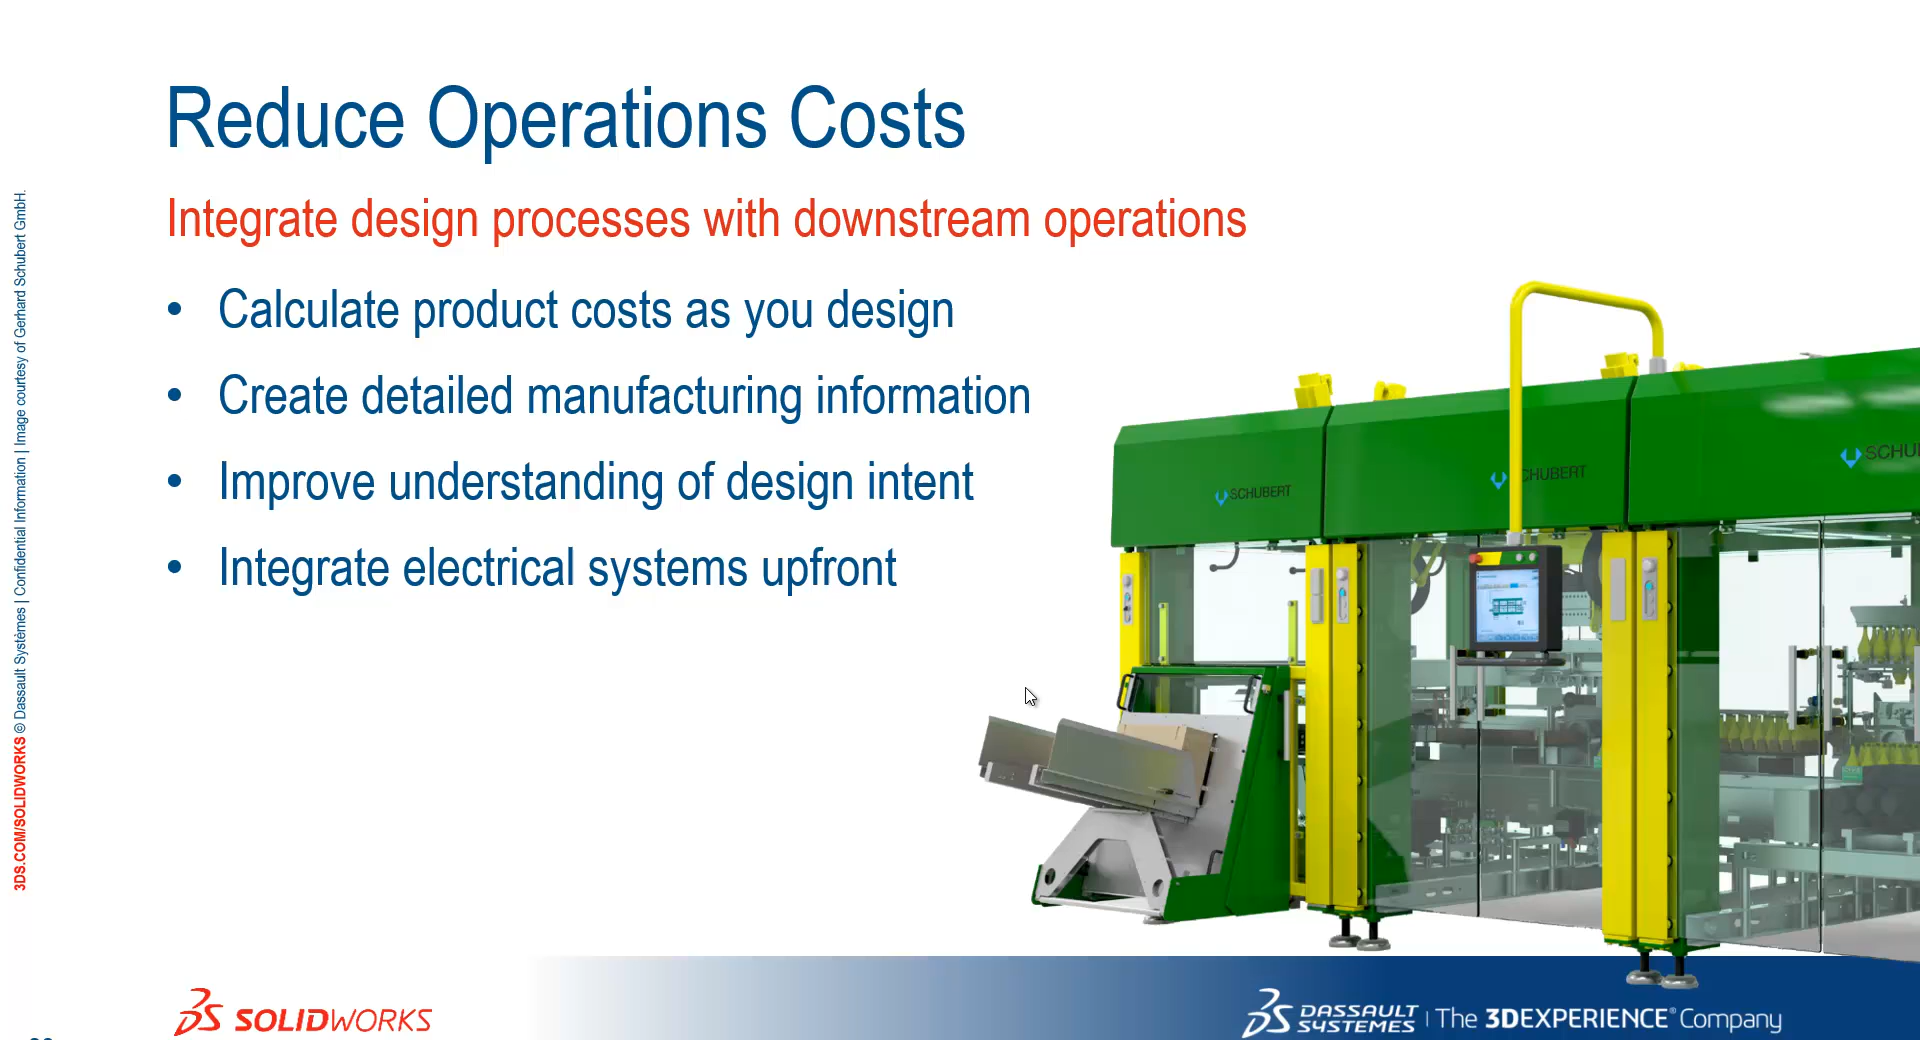 Reduce Operations Costs
Integrate design processes with downstream operations
• Calculate product costs as you design
• Create detailed manufacturing information
• Improve understanding of design intent
• Integrate electrical systems upfront
3DS.COM/SOLIDWORKS © Dassault Systèmes | Confidential Information | Image courtesy of Gerhard Schubert GmbH.
SCHUBERT
CHUBERT
SCHU
SOLIDWORKS
DASSAULT SYSTEMES | The 3DEXPERIENCE® Company